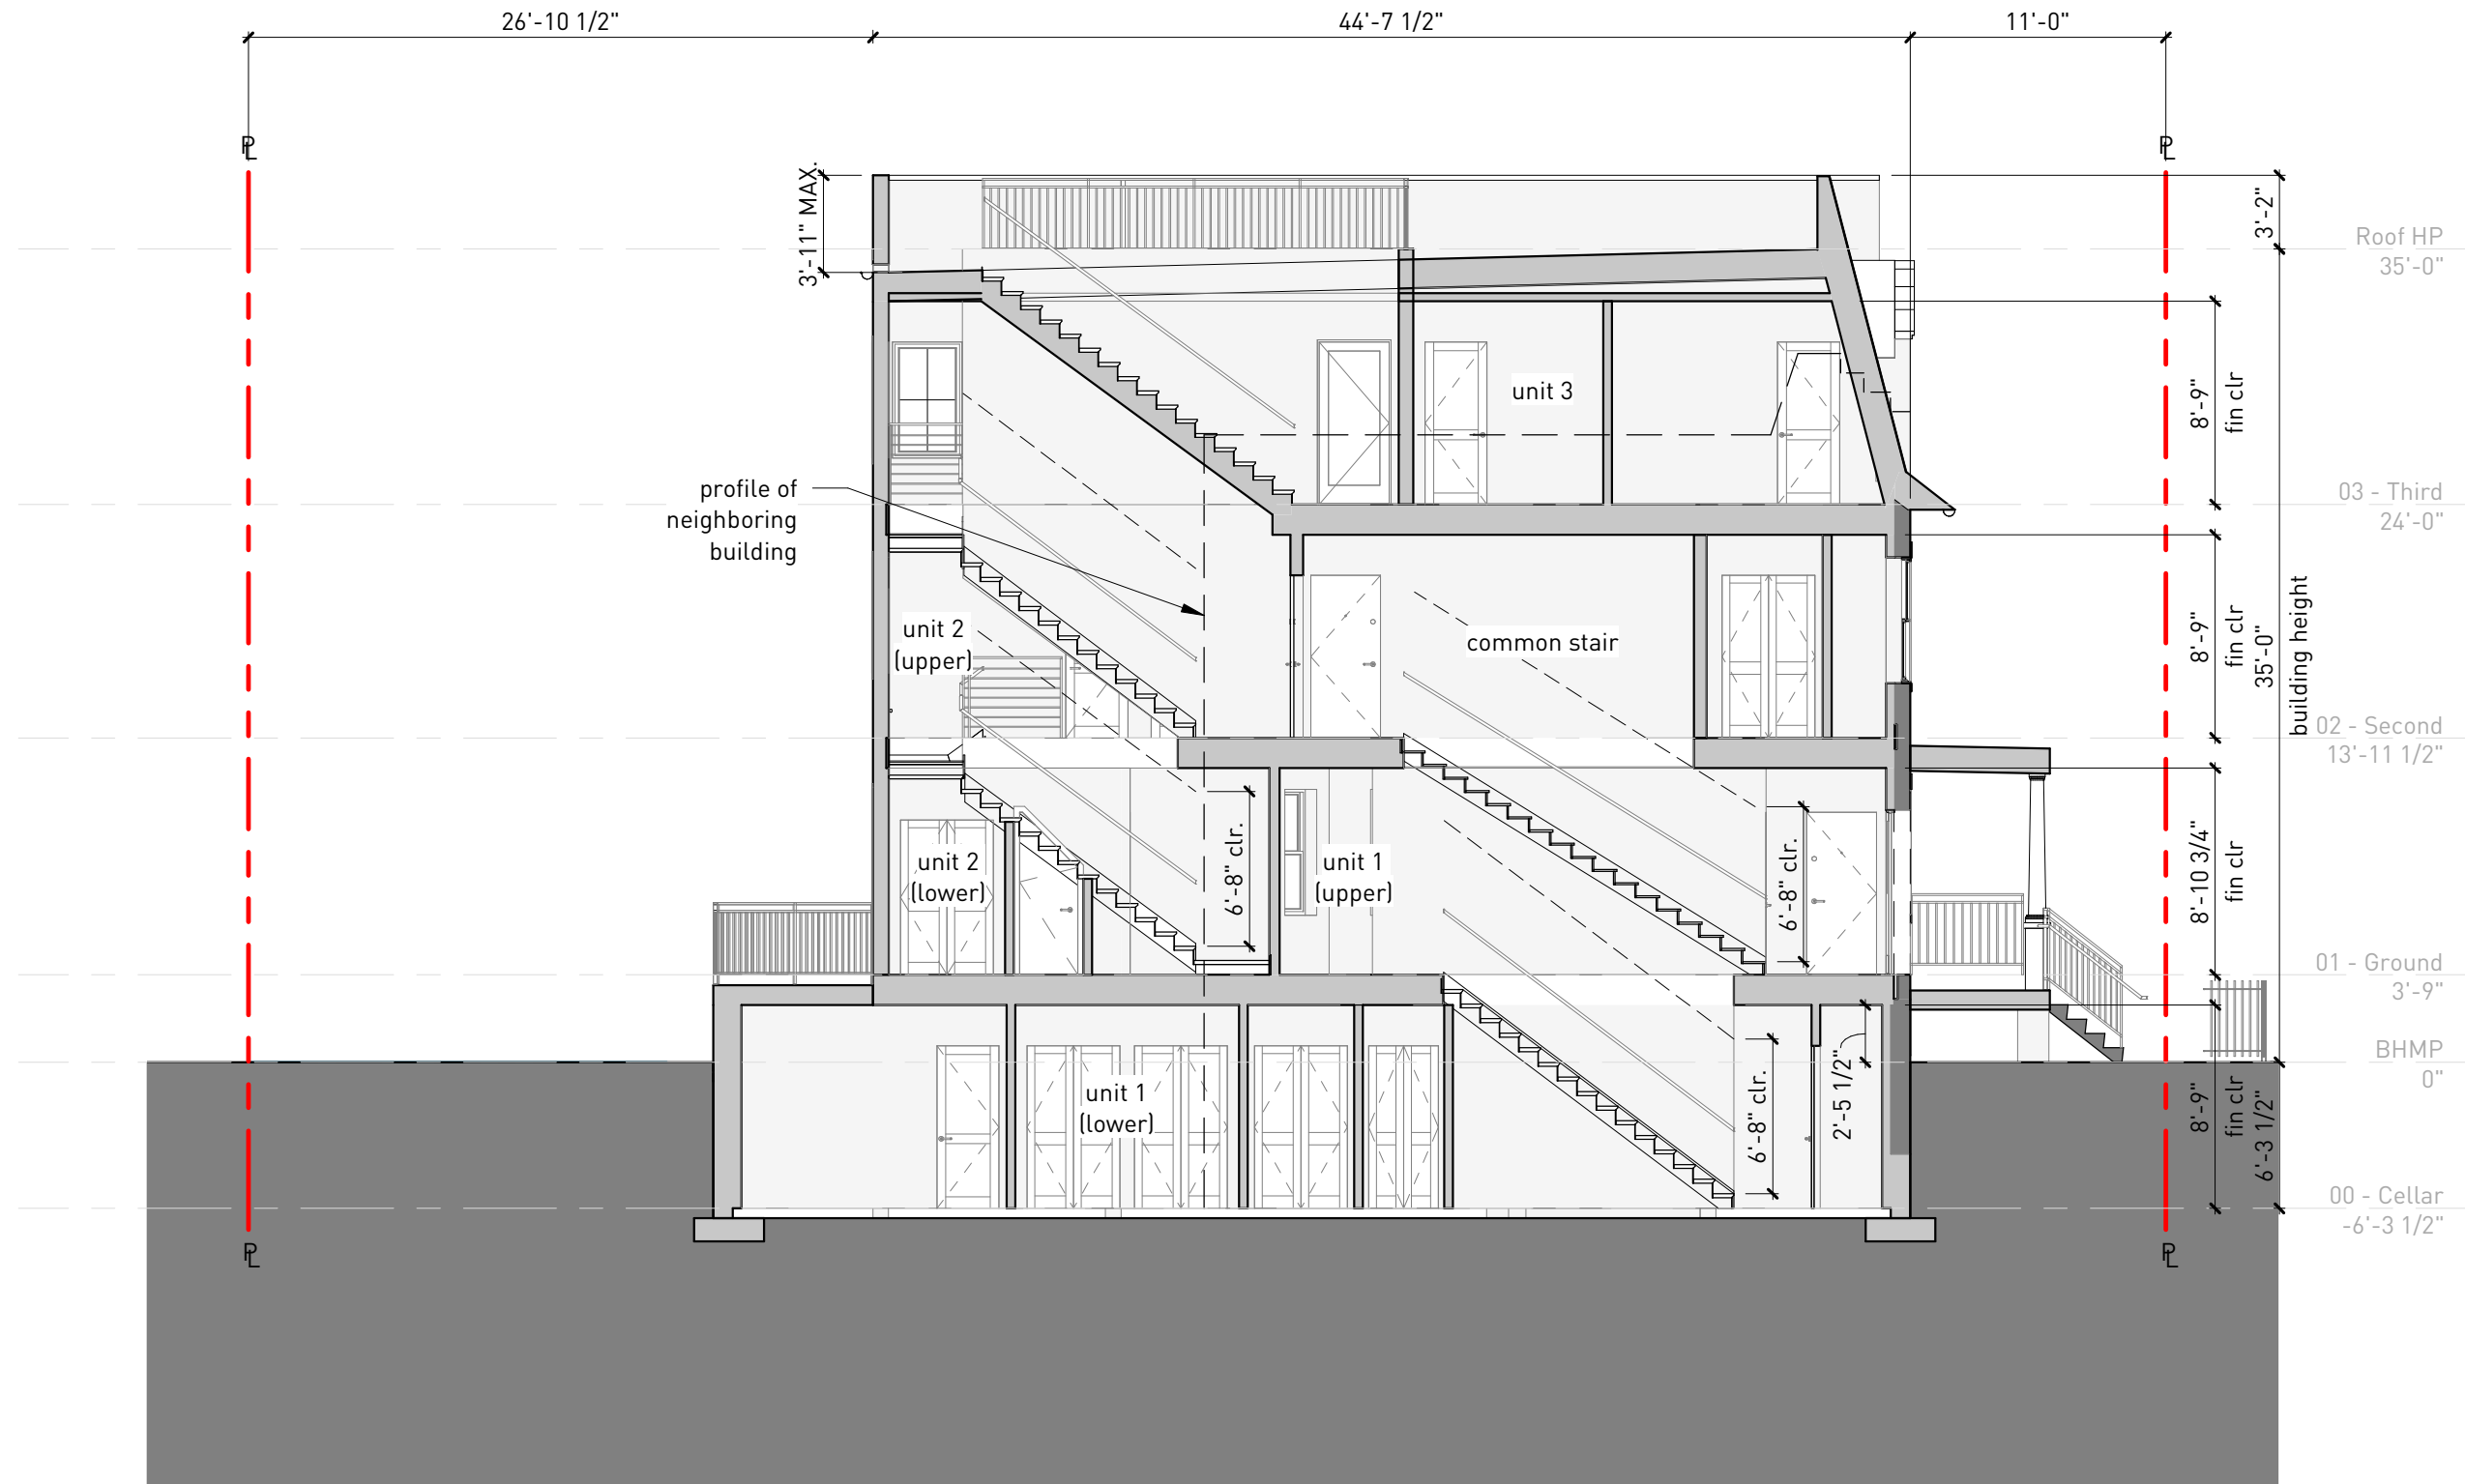 26'-10 1/2"
44'-7 1/2"
11'-0"
PL
PL
3'-11" MAX.
3'-2"
Roof HP
35'-0"
unit 3
8'-9"
fin clr
profile of
neighboring
building
03 - Third
24'-0"
unit 2
(upper)
common stair
8'-9"
fin clr
35'-0"
building height
02 - Second
13'-11 1/2"
unit 2
(lower)
6'-8" clr.
unit 1
(upper)
6'-8" clr.
8'-10 3/4"
fin clr
01 - Ground
3'-9"
BHMP
0"
unit 1
(lower)
6'-8" clr.
2'-5 1/2"
8'-9"
fin clr
6'-3 1/2"
00 - Cellar
-6'-3 1/2"
PL
PL